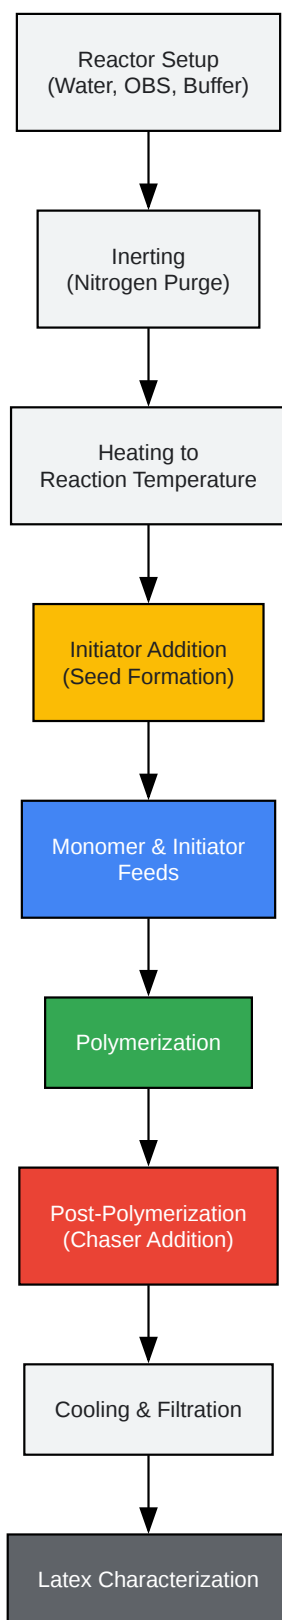 Reactor Setup
(Water, OBS, Buffer)
Inerting
(Nitrogen Purge)
Heating to
Reaction Temperature
Initiator Addition
(Seed Formation)
Monomer & Initiator
Feeds
Polymerization
Post-Polymerization
(Chaser Addition)
Cooling & Filtration
Latex Characterization